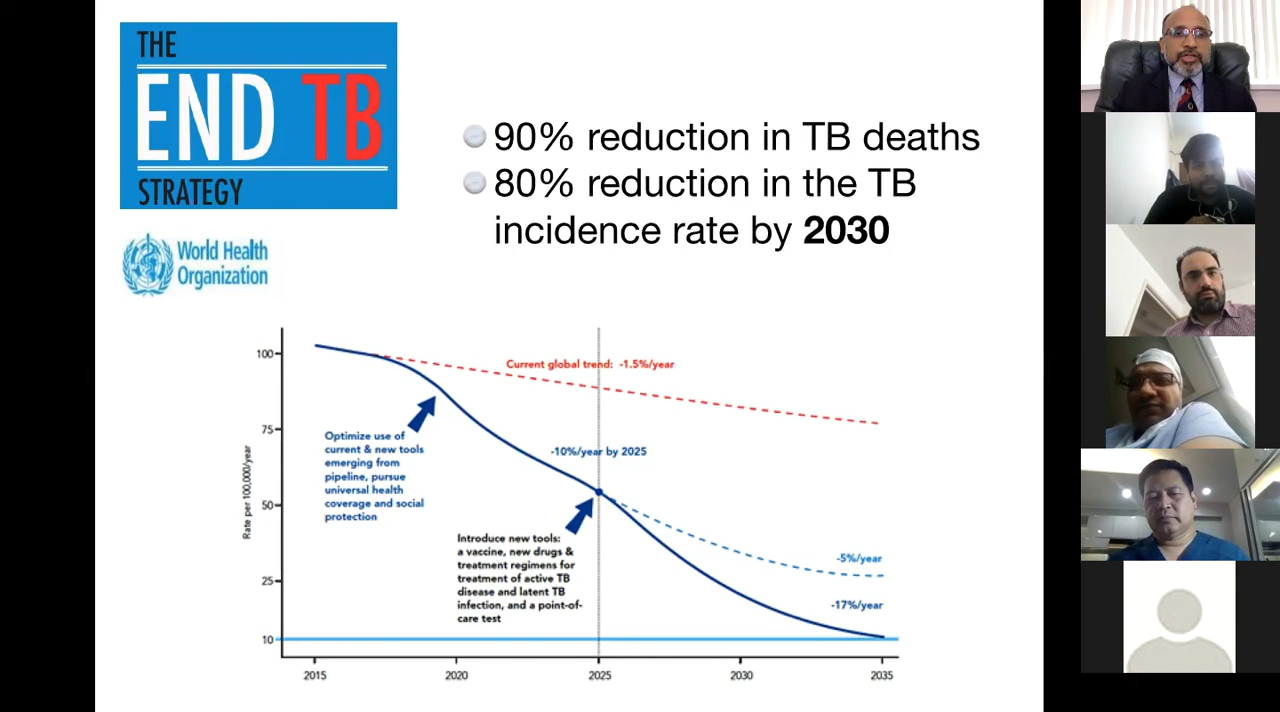 THE
END TB
STRATEGY
World Health
Organization
90% reduction in TB deaths
80% reduction in the TB
incidence rate by 2030
Rate per 100,000/year
100
75
50
25
10
Current global trend: -1.5%/year
-10%/year by 2025
Optimize use of
current & new tools
emerging from
pipeline, pursue
universal health
coverage and social
protection
Introduce new tools:
a vaccine, new drugs &
treatment regimens for
treatment of active TB
disease and latent TB
infection, and a point-of-
care test
-5%/year
-17%/year
2015
2020
2025
2030
2035